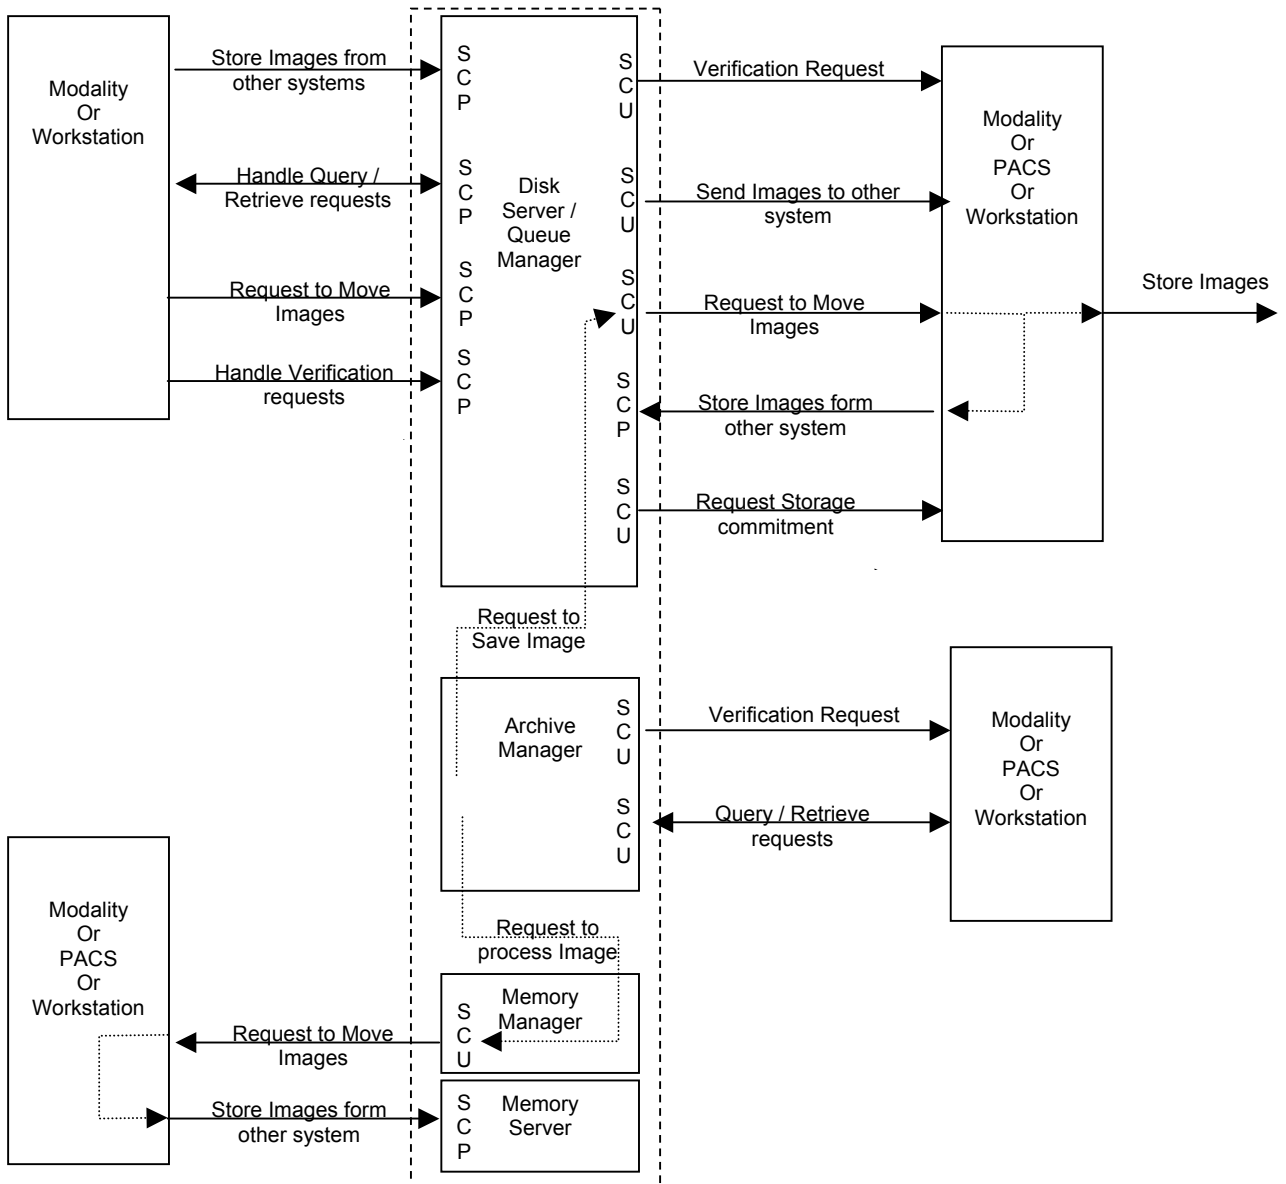 Modality
Or
Workstation
Store Images from
other systems
Handle Query /
Retrieve requests
Request to Move
Images
Handle Verification
requests
S
C
P
S
C
P
S
C
P
S
C
P
Disk
Server /
Queue
Manager
S
C
U
S
C
U
S
C
U
S
C
P
S
C
U
Verification Request
Send Images to other
system
Request to Move
Images
Store Images form
other system
Request Storage
commitment
Modality
Or
PACS
Or
Workstation
Store Images
Request to
Save Image
Archive
Manager
S
C
U
S
C
U
Verification Request
Query / Retrieve
requests
Modality
Or
PACS
Or
Workstation
Request to
process Image
Modality
Or
PACS
Or
Workstation
Request to Move
Images
Store Images form
other system
S
C
U
Memory
Manager
S
C
P
Memory
Server